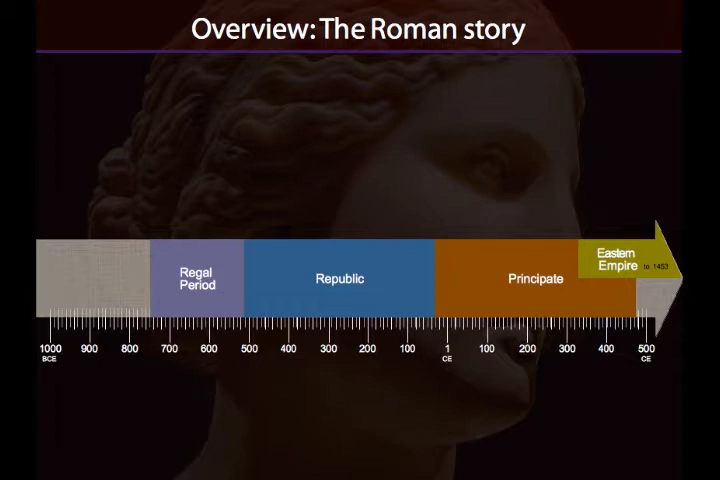 Overview: The Roman story
Regal
Period
Republic
Principate
Eastern
Empire to 1453
1000 900 800 700 600 500 400 300 200 100 1 100 200 300 400 500
BCE CE CE